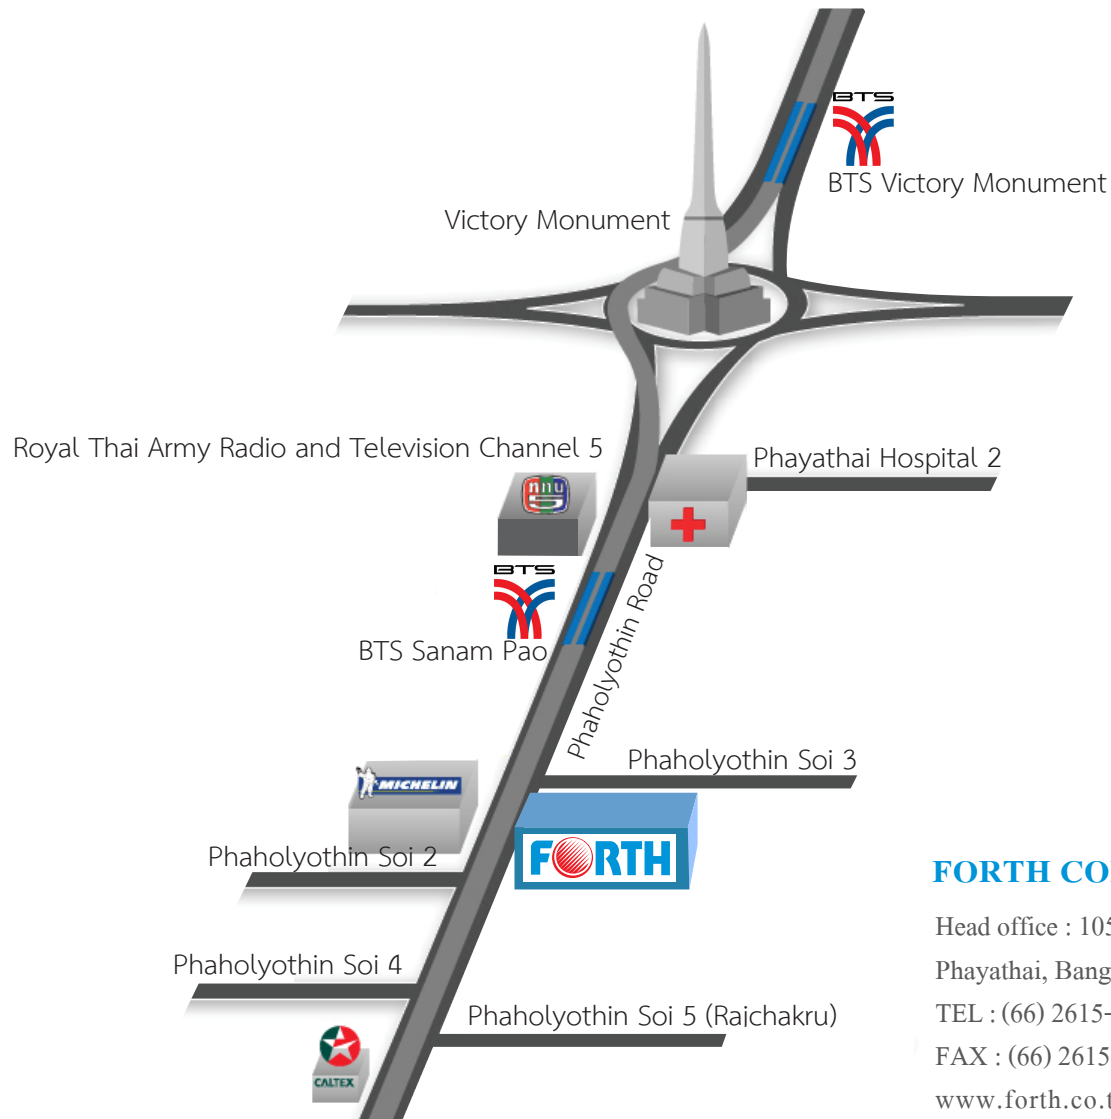 BTS
BTS Victory Monument
Victory Monument
Royal Thai Army Radio and Television Channel 5
Phayathai Hospital 2
BTS
BTS Sanam Pao
Phaholyothin Road
Phaholyothin Soi 3
MICHELIN
FORTH
Phaholyothin Soi 2
FORTH CO
Head office : 105
Phayathai, Bang
Phaholyothin Soi 4
TEL : (66) 2615-
Phaholyothin Soi 5 (Rajchakru)
FAX : (66) 2615
CALTEX
www.forth.co.t